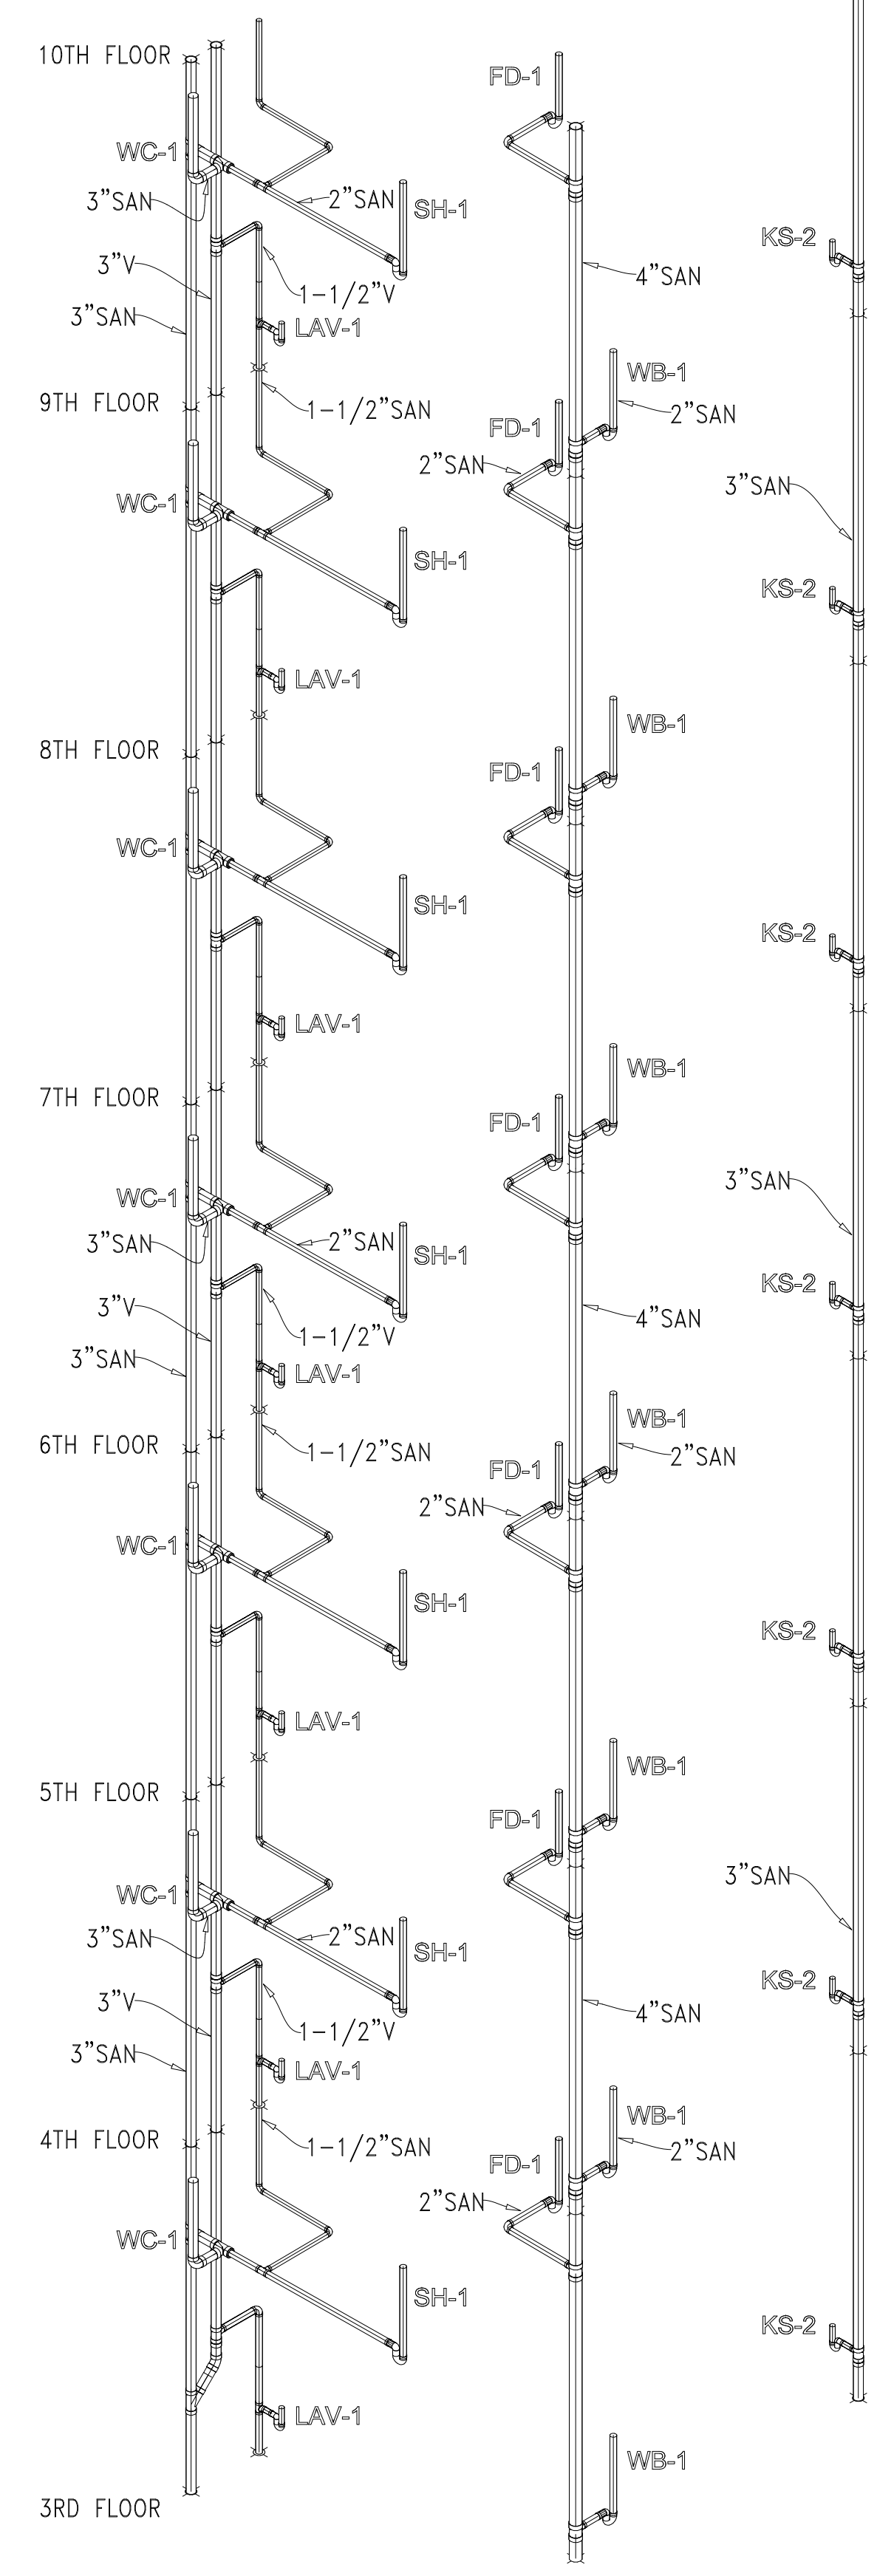 10TH FLOOR
FD-1
WC-1
3”SAN
2”SAN
SH-1
KS-2
3”V
1-1/2”V
4”SAN
3”SAN
LAV-1
WB-1
9TH FLOOR
1-1/2”SAN
2”SAN
FD-1
2”SAN
3”SAN
WC-1
SH-1
KS-2
LAV-1
WB-1
8TH FLOOR
FD-1
WC-1
SH-1
KS-2
LAV-1
WB-1
7TH FLOOR
FD-1
3”SAN
WC-1
3”SAN
2”SAN
SH-1
KS-2
3”V
1-1/2”V
4”SAN
3”SAN
LAV-1
WB-1
6TH FLOOR
1-1/2”SAN
2”SAN
FD-1
2”SAN
WC-1
SH-1
KS-2
LAV-1
WB-1
5TH FLOOR
FD-1
3”SAN
WC-1
3”SAN
2”SAN
SH-1
KS-2
3”V
1-1/2”V
4”SAN
3”SAN
LAV-1
WB-1
4TH FLOOR
1-1/2”SAN
2”SAN
FD-1
2”SAN
WC-1
SH-1
KS-2
LAV-1
WB-1
3RD FLOOR